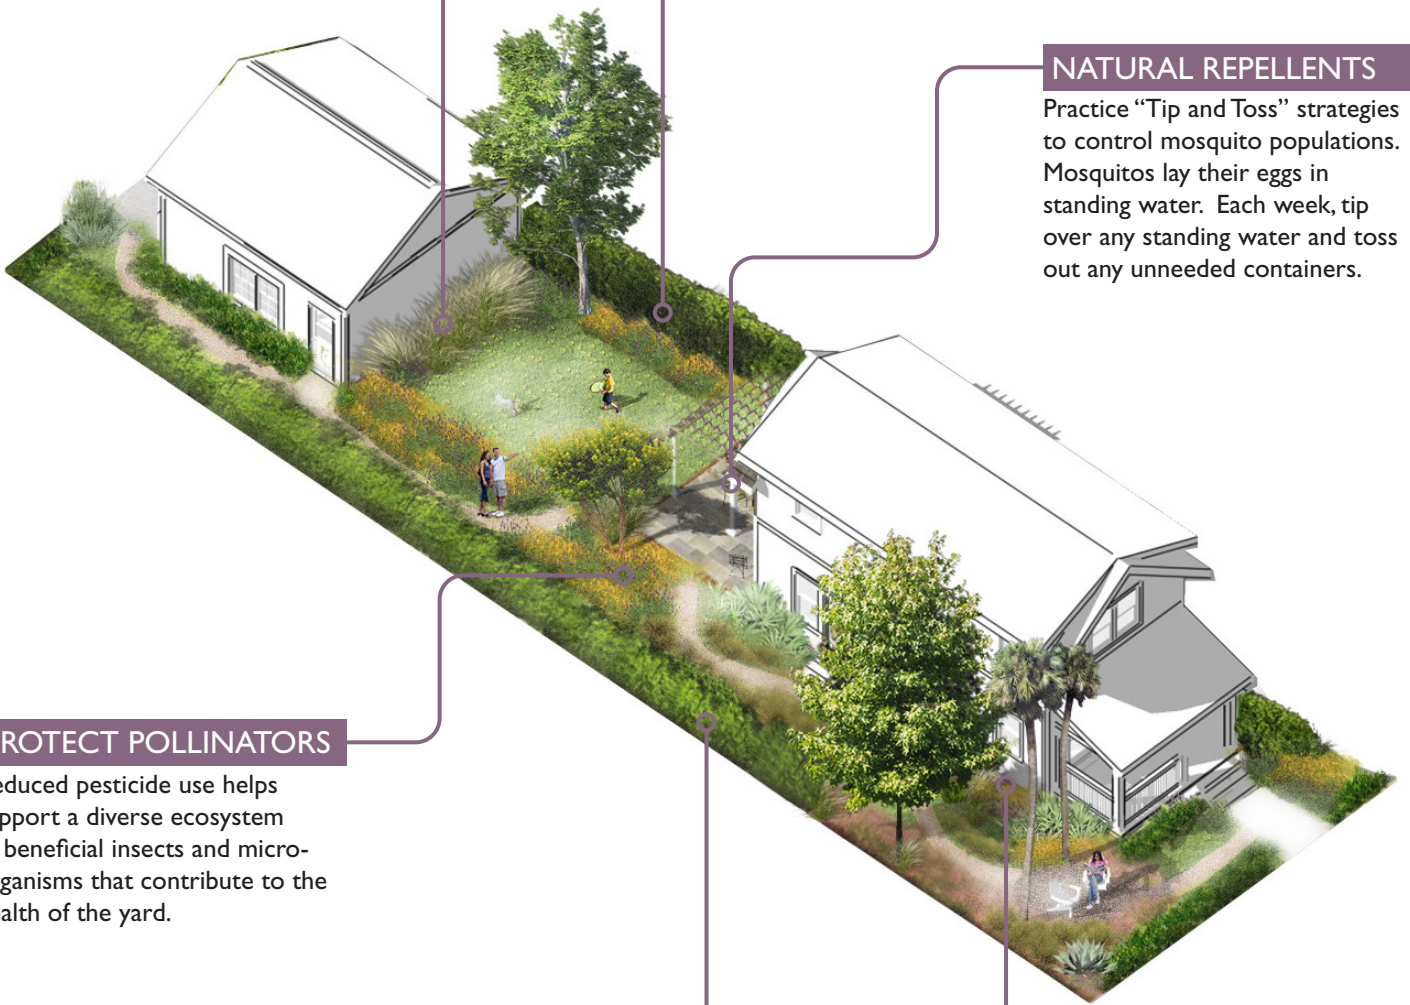 NATURAL REPELLENTS
Practice “Tip and Toss” strategies
to control mosquito populations.
Mosquitos lay their eggs in
standing water.  Each week, tip
over any standing water and toss
out any unneeded containers.
ROTECT POLLINATORS
educed pesticide use helps
pport a diverse ecosystem
beneficial insects and micro-
ganisms that contribute to the
ealth of the yard.